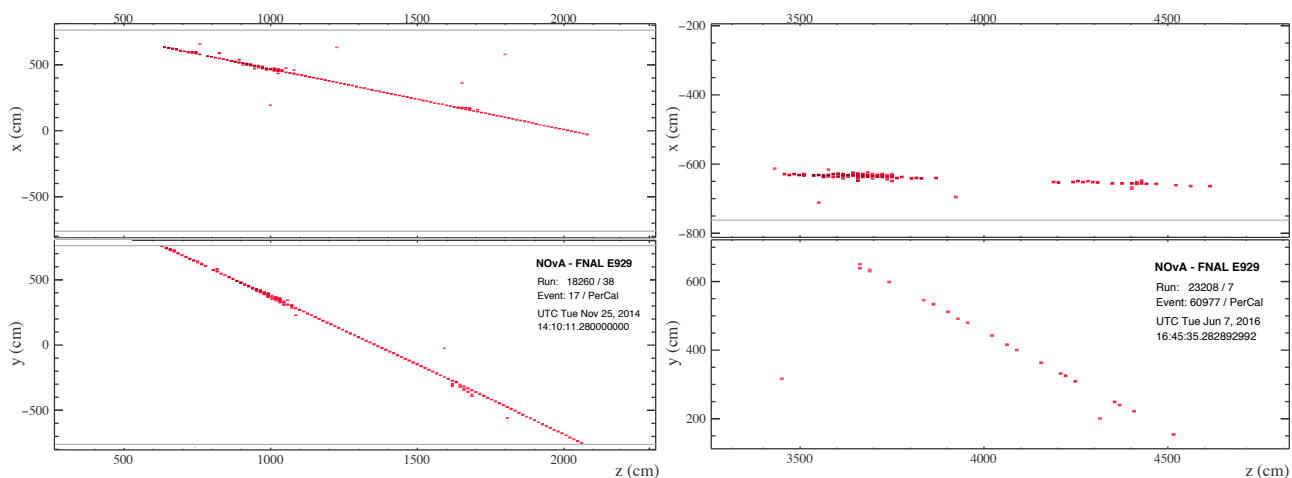 500 1000 1500 2000
x (cm)
500
0
−500
y (cm)
500
0
−500
NOvA - FNAL E929
Run: 18260 / 38
Event: 17 / PerCal
UTC Tue Nov 25, 2014
14:10:11.280000000
500 1000 1500 2000
z (cm)
3500 4000 4500
x (cm)
−200
−400
−600
−800
y (cm)
600
400
200
NOvA - FNAL E929
Run: 23208 / 7
Event: 60977 / PerCal
UTC Tue Jun 7, 2016
16:45:35.282892992
3500 4000 4500
z (cm)